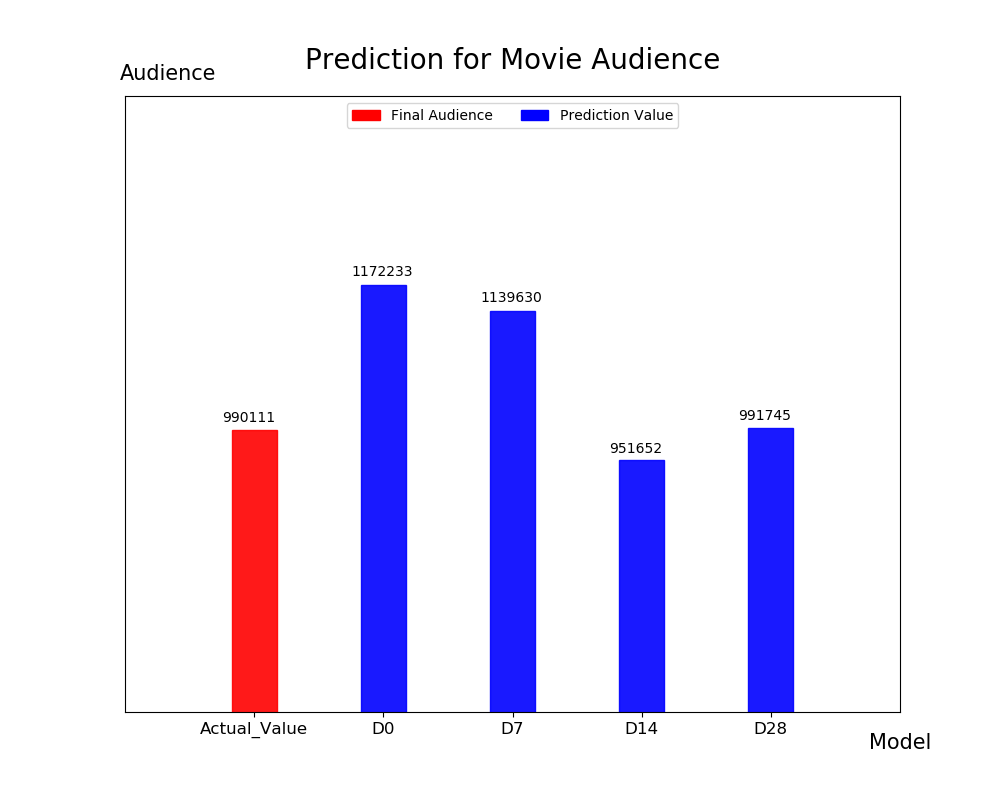 Prediction for Movie Audience
Audience
Final Audience
Prediction Value
1172233
1139630
990111
991745
951652
Actual_Value
D0
D7
D14
D28
Model